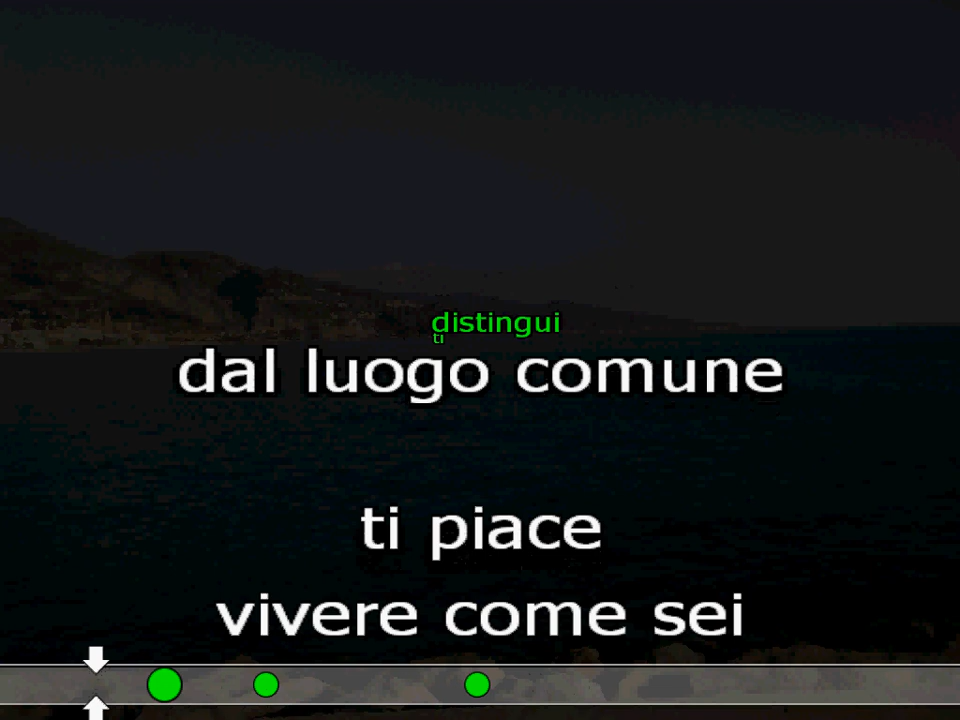 distingui
ti
dal luogo comune
ti piace
vivere come sei